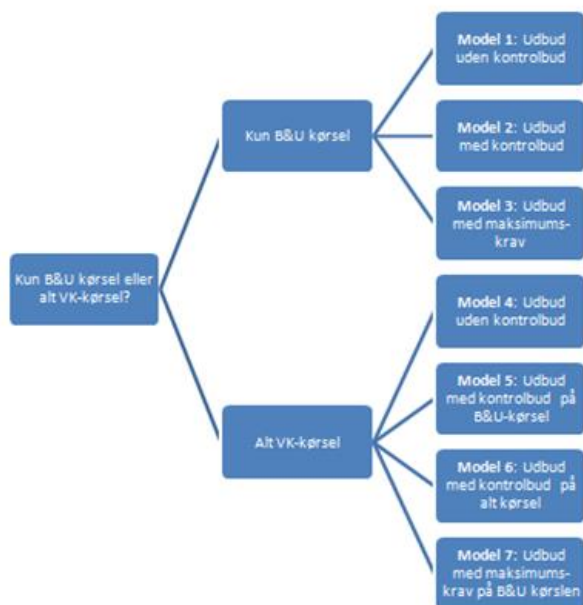 Kun B&U kørsel eller
alt VK-kørsel?
Kun B&U kørsel
Model 1: Udbud
uden kontrolbud
Model 2: Udbud
med kontrolbud
Model 3: Udbud
med maksimums-
krav
Alt VK-kørsel
Model 4: Udbud
uden kontrolbud
Model 5: Udbud
med kontrolbud på
B&U-kørsel
Model 6: Udbud
med kontrolbud på
alt kørsel
Model 7: Udbud
med maksimums-
krav på B&U kørslen